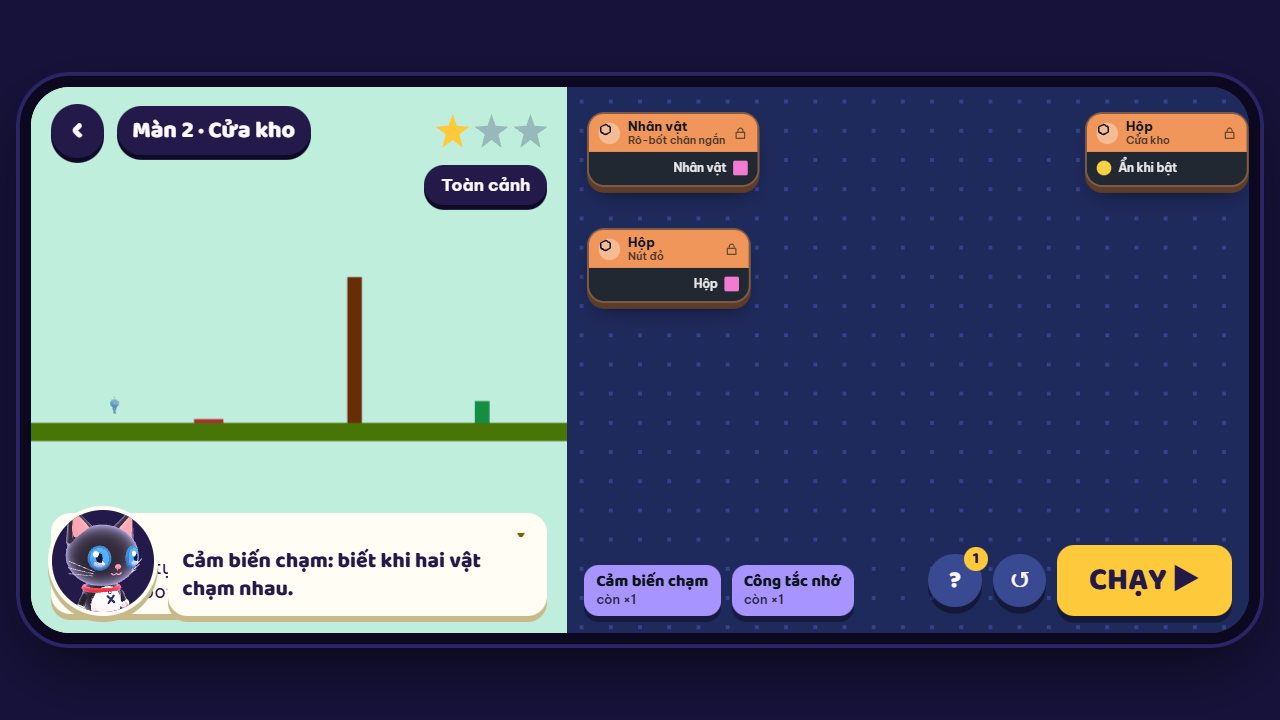 Màn 2 • Cửa kho
Toàn cảnh
Cảm biến chạm: biết khi hai vật
chạm nhau.
Nhân vật
Rô-bốt chân ngắn
Nhân vật
Hộp
Cửa kho
Ẩn khi bật
Hộp
Nút đỏ
Hộp
Cảm biến chạm
còn ×1
Công tắc nhớ
còn ×1
?
1
CHẠY